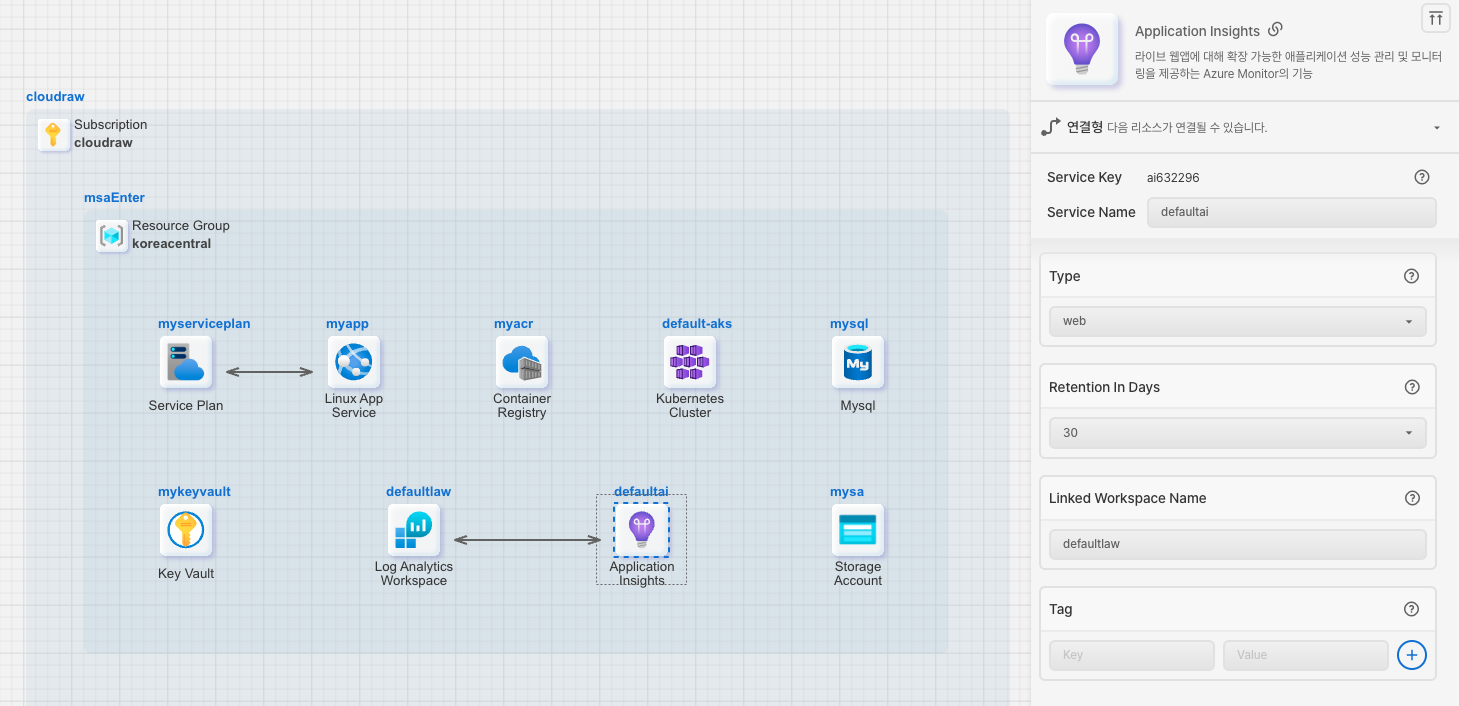 cloudraw
Subscription
cloudraw
msaEnter
Resource Group
koreacentral
myserviceplan
myapp
myacr
default-aks
mysql
My
Service Plan
Linux App
Service
Container
Registry
Kubernetes
Cluster
Mysql
mykeyvault
defaultlaw
defaultai
mysa
Key Vault
Log Analytics
Workspace
Application
Insights
Storage
Account
Application Insights
라이브 웹앱에 대해 확장 가능한 애플리케이션 성능 관리 및 모니터
링을 제공하는 Azure Monitor의 기능
연결형 다음 리소스가 연결될 수 있습니다.
Service Key ai632296
Service Name defaultai
Type
web
Retention In Days
30
Linked Workspace Name
defaultlaw
Tag
Key Value